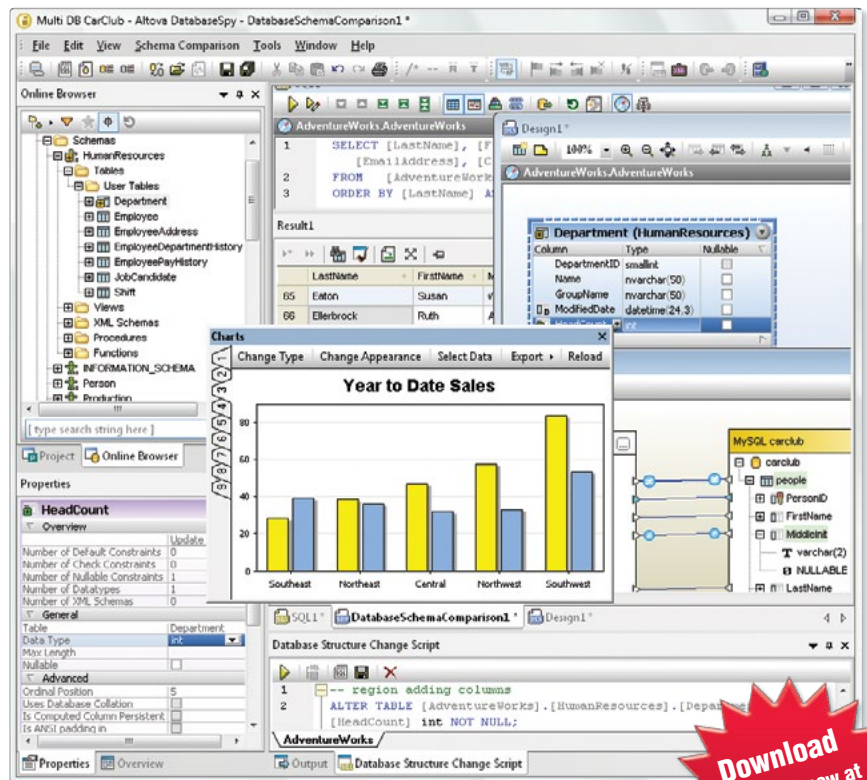 Multi DB CarClub - Altova DatabaseSpy - DatabaseSchemaComparison1 *
File Edit View Schema Comparison Tools Window Help
Online Browser
Schemas
HumanResources
Tables
User Tables
Department
Employee
EmployeeAddress
EmployeeDepartmentHistory
EmployeePayHistory
JobCandidate
Shift
Views
XML Schemas
Procedures
Functions
INFORMATION_SCHEMA
Person
Production
[ type search string here ]
Project Online Browser
AdventureWorks.AdventureWorks
1 SELECT [LastName], [F
[EmailAddress], [C
2 FROM [AdventureWork
3 ORDER BY [LastName] AS
Result1
LastName FirstName M
65 Eaton Susan
66 Ellerbrock Ruth A
Design1 *
100%
AdventureWorks.AdventureWorks
Department (HumanResources)
Column Type Nullable
DepartmentID smallint
Name nvarchar(50)
GroupName nvarchar(50)
ModifiedDate datetime(24,3)
HeadCount int
Charts
Change Type Change Appearance Select Data Export Reload
1 2 3 4 5 6 7 8 9
Year to Date Sales
80
60
40
20
0
Southeast Northeast Central Northwest Southwest
MySQL carclub
carclub
people
PersonID
FirstName
MiddleInit
varchar(2)
NULLABLE
LastName
Properties
HeadCount
Overview
Update
Number of Default Constraints 0
Number of Check Constraints 0
Number of Nullable Constraints 1
Number of Datatypes 1
Number of XML Schemas 0
General
Table Department
Data Type int
Max Length
Nullable
Advanced
Ordinal Position 5
Uses Database Collation
Is Computed Column Persistent
Is ANSI padding in
Properties Overview
SQL1 * DatabaseSchemaComparison1 * Design1 *
Database Structure Change Script
1 -- region adding columns
2 ALTER TABLE [AdventureWorks].[HumanResources].[Depar
[HeadCount] int NOT NULL;
AdventureWorks
Output Database Structure Change Script
Download
now at